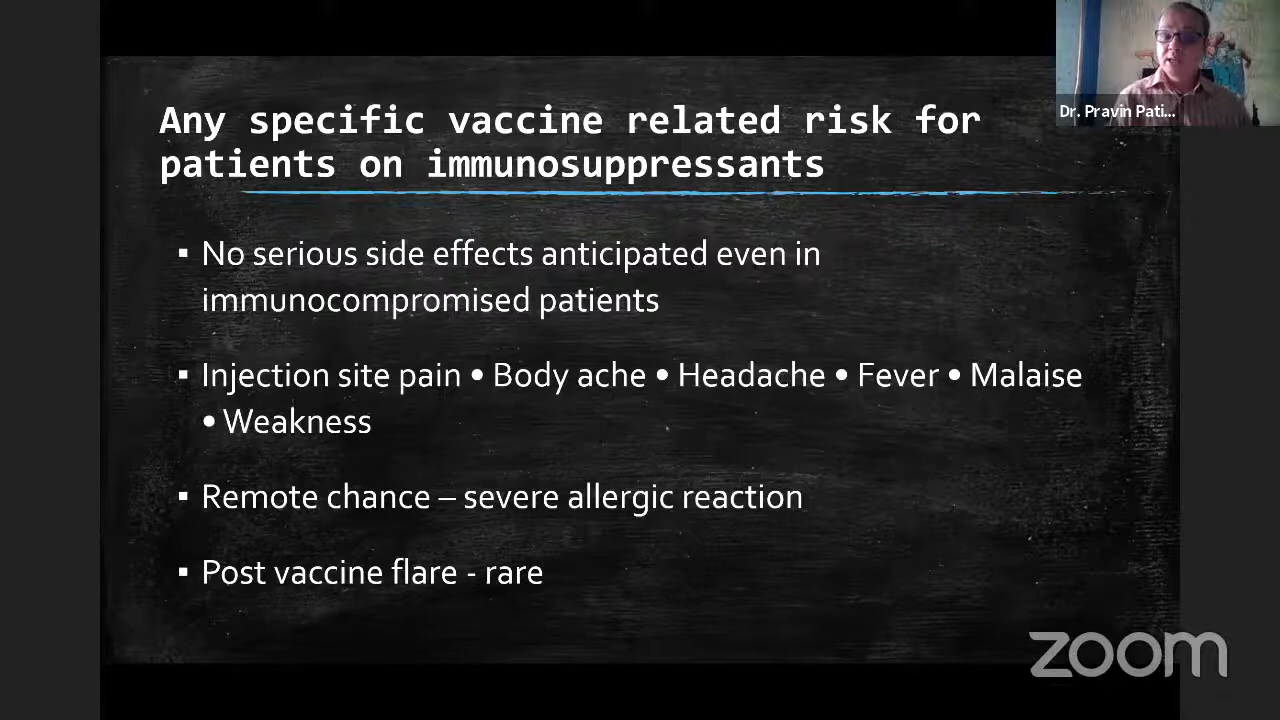 Any specific vaccine related risk for
patients on immunosuppressants
▪ No serious side effects anticipated even in
immunocompromised patients
▪ Injection site pain • Body ache • Headache • Fever • Malaise
• Weakness
▪ Remote chance – severe allergic reaction
▪ Post vaccine flare - rare
Dr. Pravin Pati...
zoom